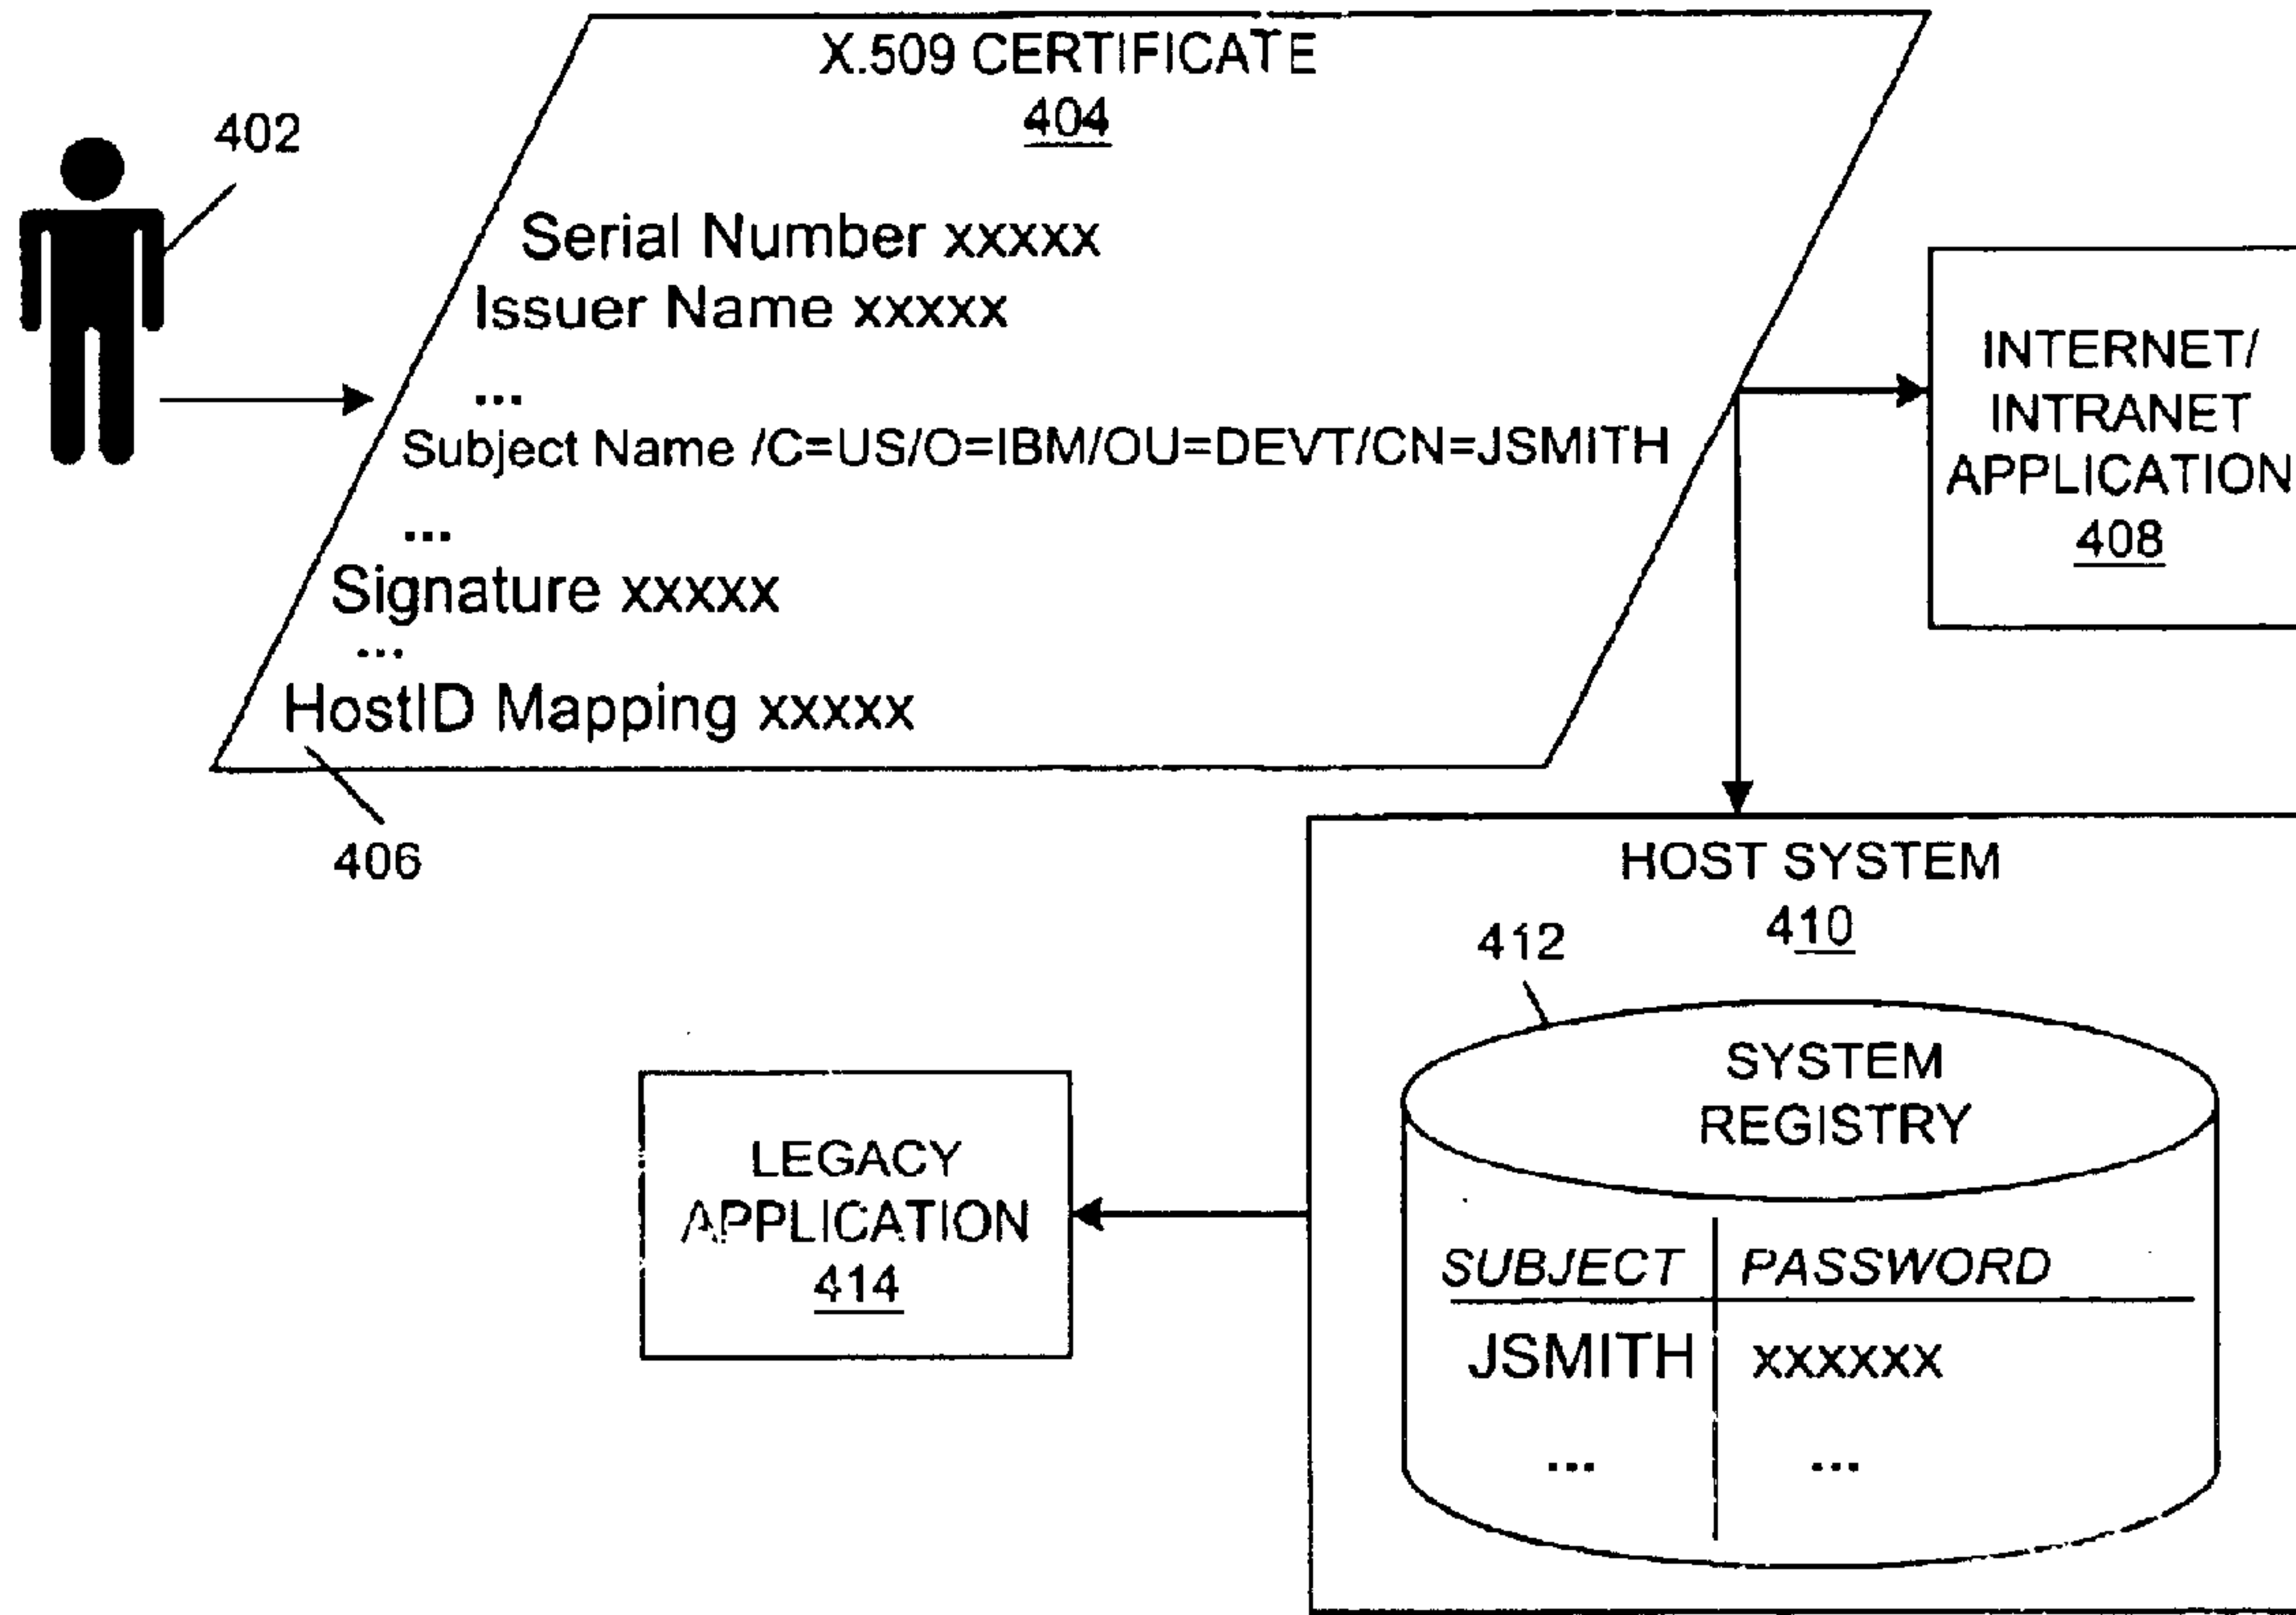 X.509 CERTIFICATE
404
402
Serial Number xxxxx
Issuer Name xxxxx
...
Subject Name /C=US/O=IBM/OU=DEVT/CN=JSMITH
...
Signature xxxxx
...
HostID Mapping xxxxx
406
INTERNET/
INTRANET
APPLICATION
408
HOST SYSTEM
410
412
SYSTEM
REGISTRY
SUBJECT PASSWORD
JSMITH xxxxxx
... ...
LEGACY
APPLICATION
414